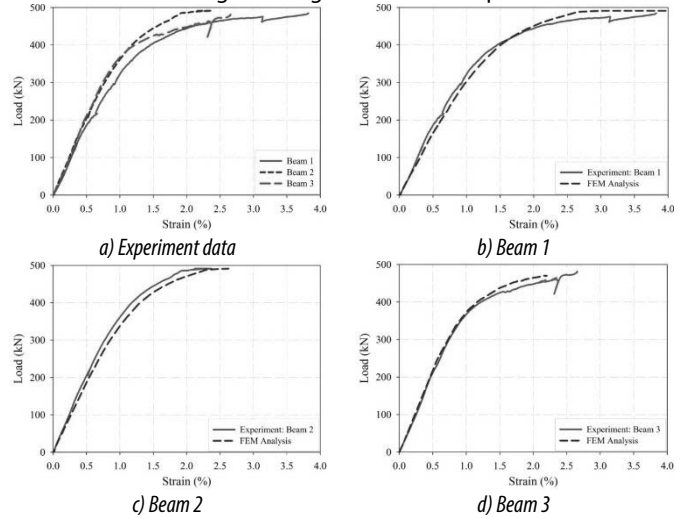 500
400
300
200
100
0
Load (kN)
Beam 1
Beam 2
Beam 3
0.0 0.5 1.0 1.5 2.0 2.5 3.0 3.5 4.0
Strain (%)
a) Experiment data
500
400
300
200
100
0
Load (kN)
Experiment: Beam 1
FEM Analysis
0.0 0.5 1.0 1.5 2.0 2.5 3.0 3.5 4.0
Strain (%)
b) Beam 1
500
400
300
200
100
0
Load (kN)
Experiment: Beam 2
FEM Analysis
0.0 0.5 1.0 1.5 2.0 2.5 3.0 3.5 4.0
Strain (%)
c) Beam 2
500
400
300
200
100
0
Load (kN)
Experiment: Beam 3
FEM Analysis
0.0 0.5 1.0 1.5 2.0 2.5 3.0 3.5 4.0
Strain (%)
d) Beam 3